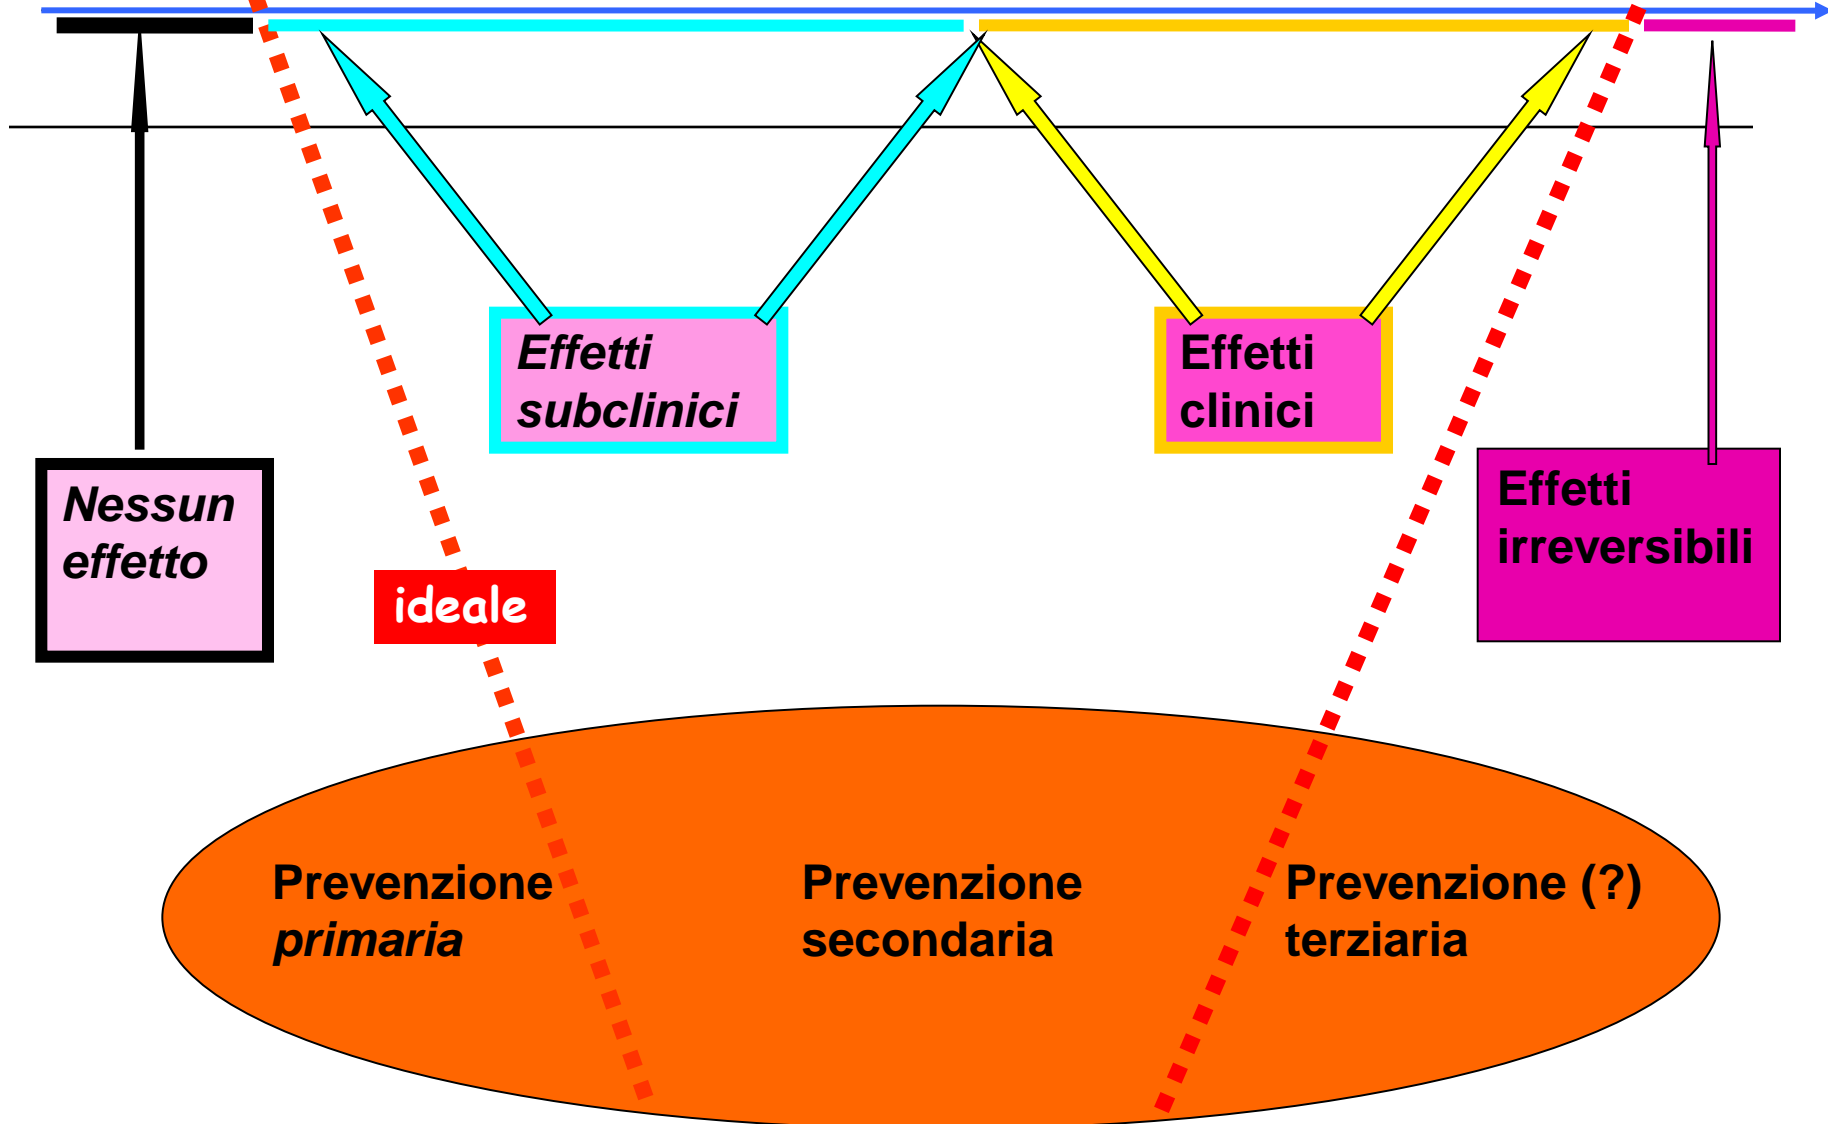 Effetti
subclinici
Effetti
clinici
Nessun
effetto
Effetti
irreversibili
ideale
Prevenzione
primaria
Prevenzione
secondaria
Prevenzione (?)
terziaria